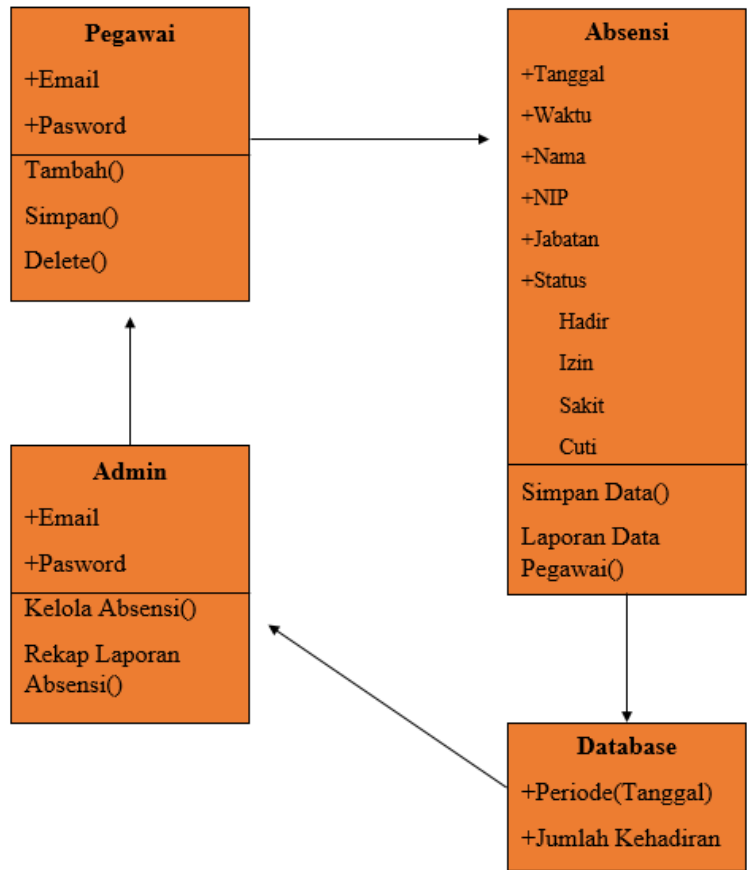 Pegawai
+Email
+Pasword
Tambah()
Simpan()
Delete()
Absensi
+Tanggal
+Waktu
+Nama
+NIP
+Jabatan
+Status
Hadir
Izin
Sakit
Cuti
Simpan Data()
Laporan Data
Pegawai()
Admin
+Email
+Pasword
Kelola Absensi()
Rekap Laporan
Absensi()
Database
+Periode(Tanggal)
+Jumlah Kehadiran